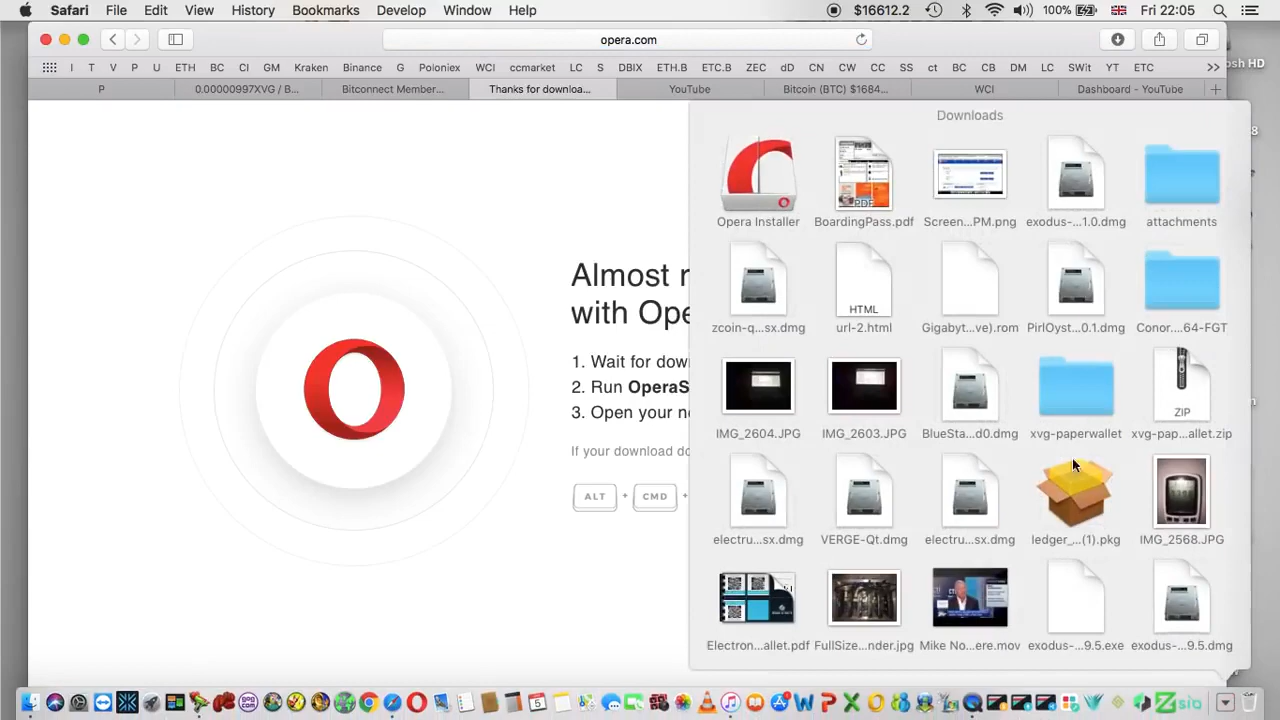 Safari File Edit View History Bookmarks Develop Window Help $16612.2 100% Fri 22:05
opera.com
I T V P U ETH BC CI GM Kraken Binance G Poloniex WCI ccmarket LC S DBIX ETH.B ETC.B ZEC dD CN CW CC SS ct BC CB DM LC SWit YT ETC
P 0.00000997XVG / B... Bitconnect Member... Thanks for downloa... YouTube Bitcoin (BTC) $1684... WCI Dashboard - YouTube
Downloads
Opera Installer BoardingPass.pdf Screen...PM.png exodus-...1.0.dmg attachments
HTML
zcoin-q...sx.dmg url-2.html Gigabyt...ve).rom PirlOyst...0.1.dmg Conor...64-FGT
ZIP
IMG_2604.JPG IMG_2603.JPG BlueSta...d0.dmg xvg-paperwallet xvg-pap...allet.zip
electru...sx.dmg VERGE-Qt.dmg electru...sx.dmg ledger_...(1).pkg IMG_2568.JPG
Electron...allet.pdf FullSize...nder.jpg Mike No...ere.mov exodus-...9.5.exe exodus-...9.5.dmg
Almost r
with Ope
1. Wait for dow
2. Run OperaS
3. Open your ne
If your download do
ALT + CMD +